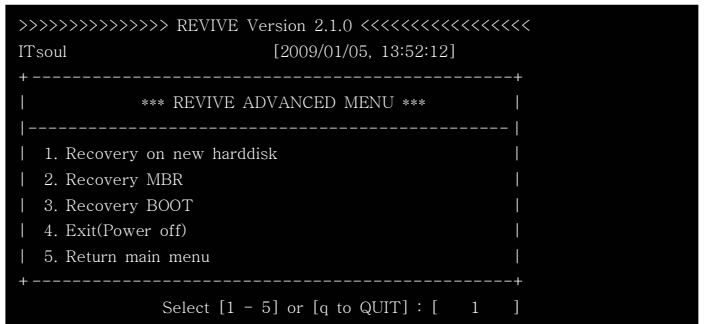 >>>>>>>>>>>>>>> REVIVE Version 2.1.0 <<<<<<<<<<<<<<<<<
ITsoul [2009/01/05, 13:52:12]
+------------------------------------------------+
| *** REVIVE ADVANCED MENU *** |
|------------------------------------------------|
| 1. Recovery on new harddisk |
| 2. Recovery MBR |
| 3. Recovery BOOT |
| 4. Exit(Power off) |
| 5. Return main menu |
+------------------------------------------------+
Select [1 - 5] or [q to QUIT] : [ 1 ]